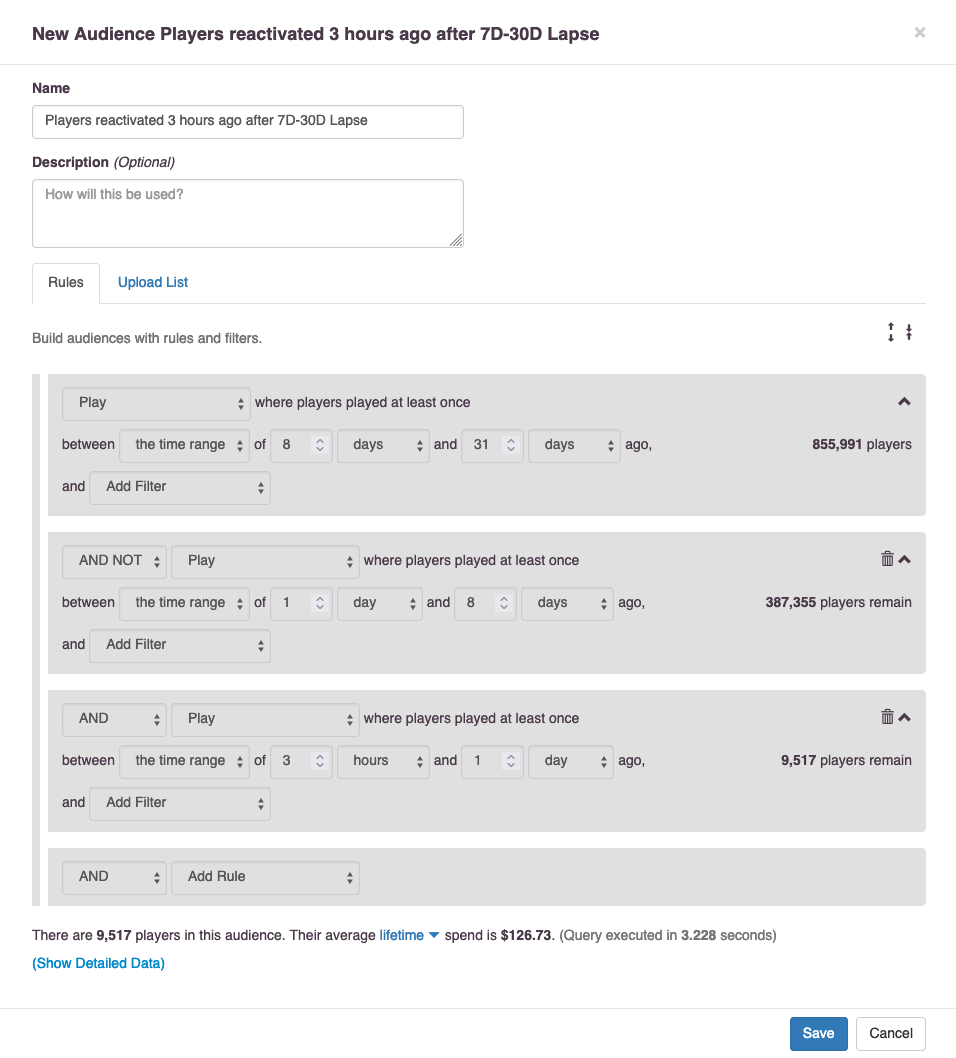 New Audience Players reactivated 3 hours ago after 7D-30D Lapse
×
Name
Players reactivated 3 hours ago after 7D-30D Lapse
Description (Optional)
How will this be used?
Rules
Upload List
Build audiences with rules and filters.
Play where players played at least once
between the time range of 8 days and 31 days ago, 855,991 players
and Add Filter
AND NOT Play where players played at least once
between the time range of 1 day and 8 days ago, 387,355 players remain
and Add Filter
AND Play where players played at least once
between the time range of 3 hours and 1 day ago, 9,517 players remain
and Add Filter
AND Add Rule
There are 9,517 players in this audience. Their average lifetime spend is $126.73. (Query executed in 3.228 seconds)
(Show Detailed Data)
Save Cancel